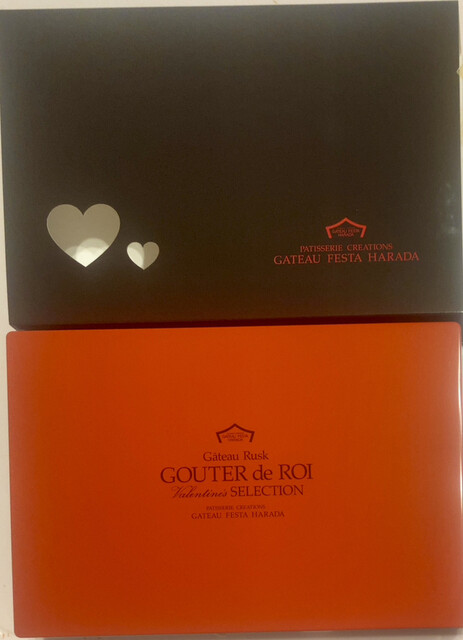 PATISSERIE CREATIONS
GATEAU FESTA HARADA
Gâteau Rusk
GOUTER de ROI
Valentines SELECTION
PATISSERIE CREATIONS
GATEAU FESTA HARADA